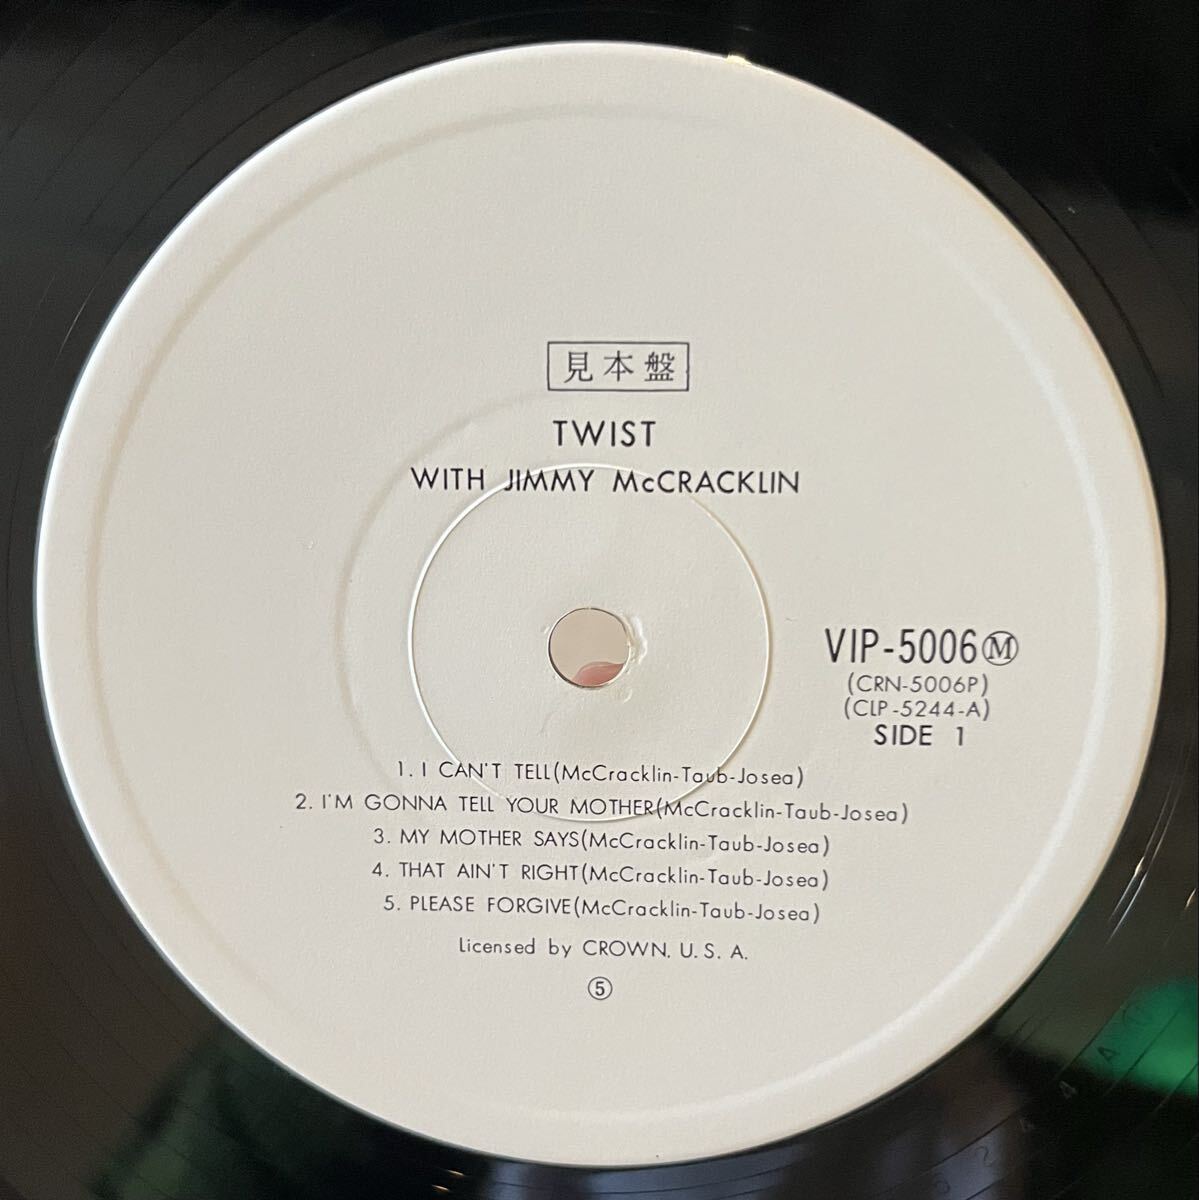 見本盤
TWIST
WITH JIMMY McCRACKLIN
VIP-5006Ⓜ
(CRN-5006P)
(CLP-5244-A)
SIDE 1
1. I CAN'T TELL(McCracklin-Taub-Josea)
2. I'M GONNA TELL YOUR MOTHER(McCracklin-Taub-Josea)
3. MY MOTHER SAYS(McCracklin-Taub-Josea)
4. THAT AIN'T RIGHT(McCracklin-Taub-Josea)
5. PLEASE FORGIVE(McCracklin-Taub-Josea)
Licensed by CROWN. U. S. A.
⑤